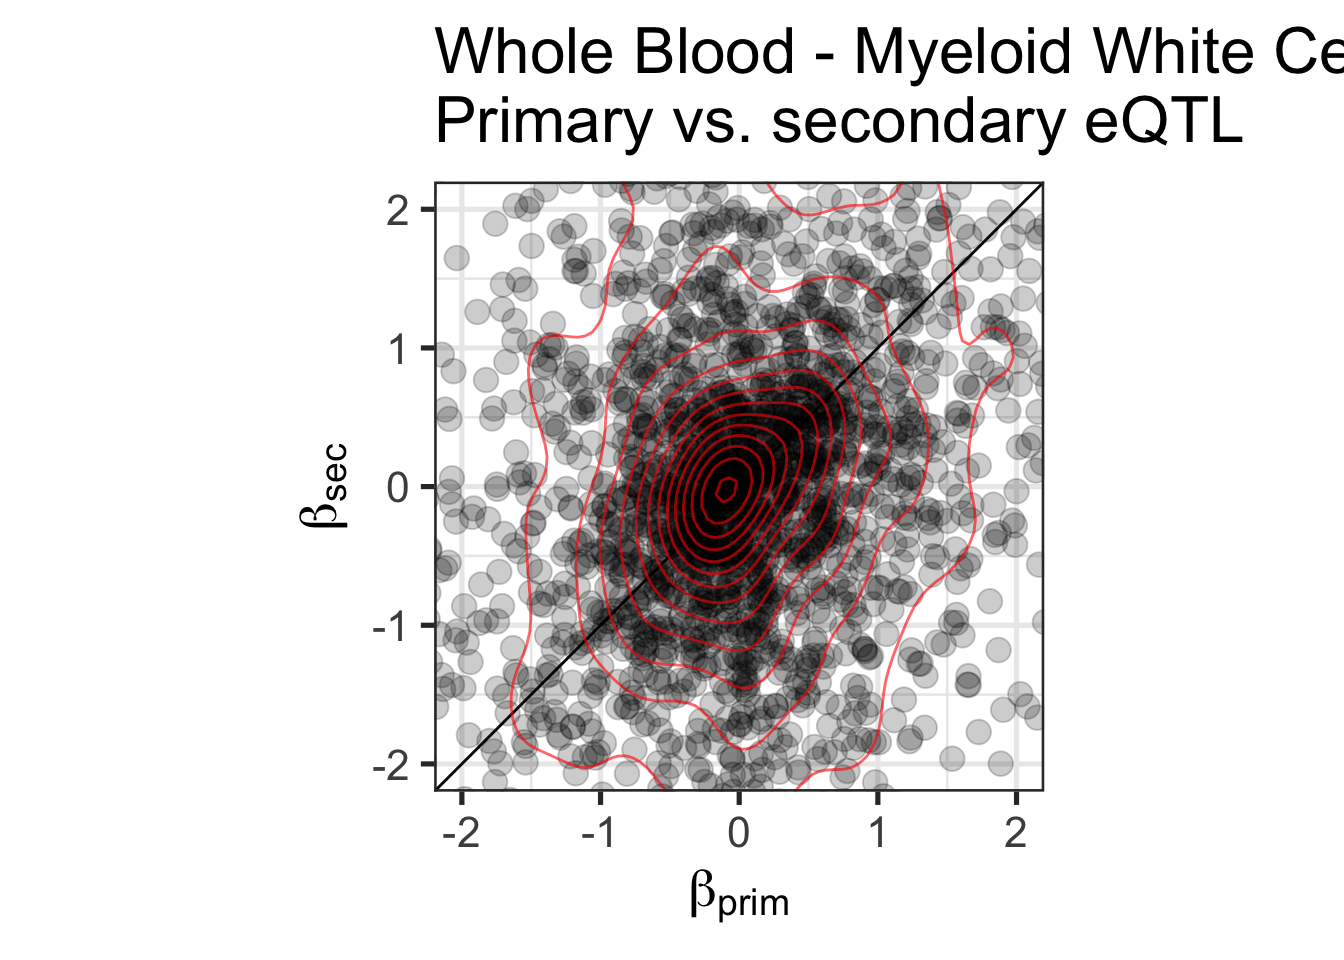 Whole Blood - Myeloid White Ce
Primary vs. secondary eQTL
2
1
0
-1
-2
βsec
-2 -1 0 1 2
βprim